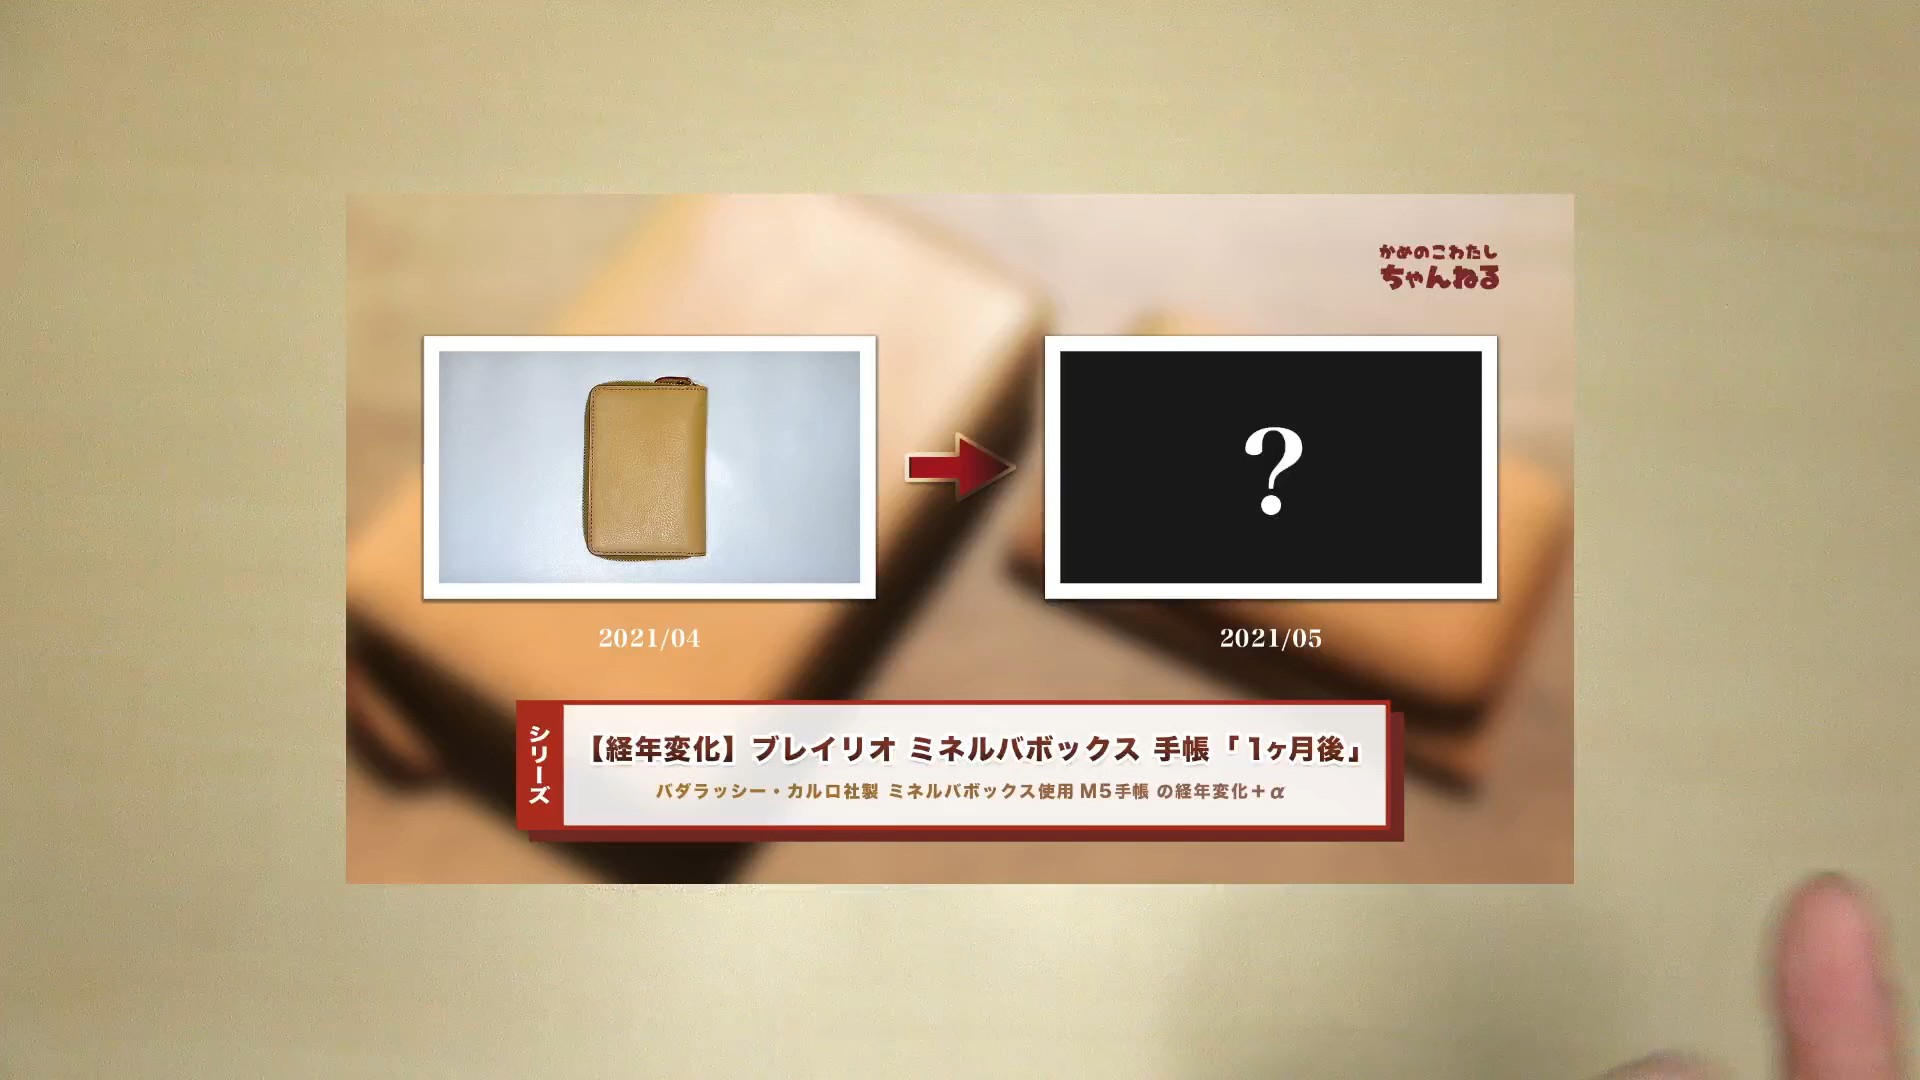 かめのこわたし
ちゃんねる
?
2021/04
2021/05
シリーズ
【経年変化】ブレイリオ ミネルバボックス 手帳「1ヶ月後」
バダラッシー・カルロ社製 ミネルバボックス使用 M5手帳 の経年変化+α